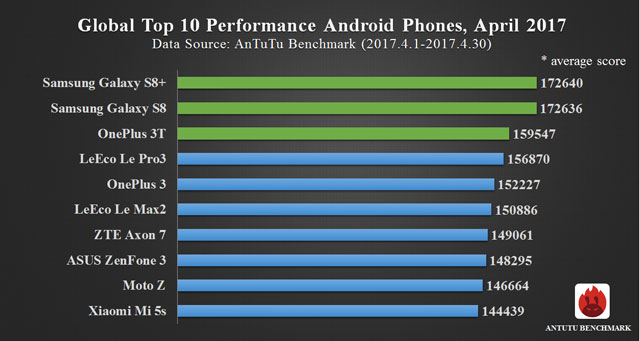 Global Top 10 Performance Android Phones, April 2017
Data Source: AnTuTu Benchmark (2017.4.1-2017.4.30)
* average score
Samsung Galaxy S8+ 172640
Samsung Galaxy S8 172636
OnePlus 3T 159547
LeEco Le Pro3 156870
OnePlus 3 152227
LeEco Le Max2 150886
ZTE Axon 7 149061
ASUS ZenFone 3 148295
Moto Z 146664
Xiaomi Mi 5s 144439
ANTUTU BENCHMARK